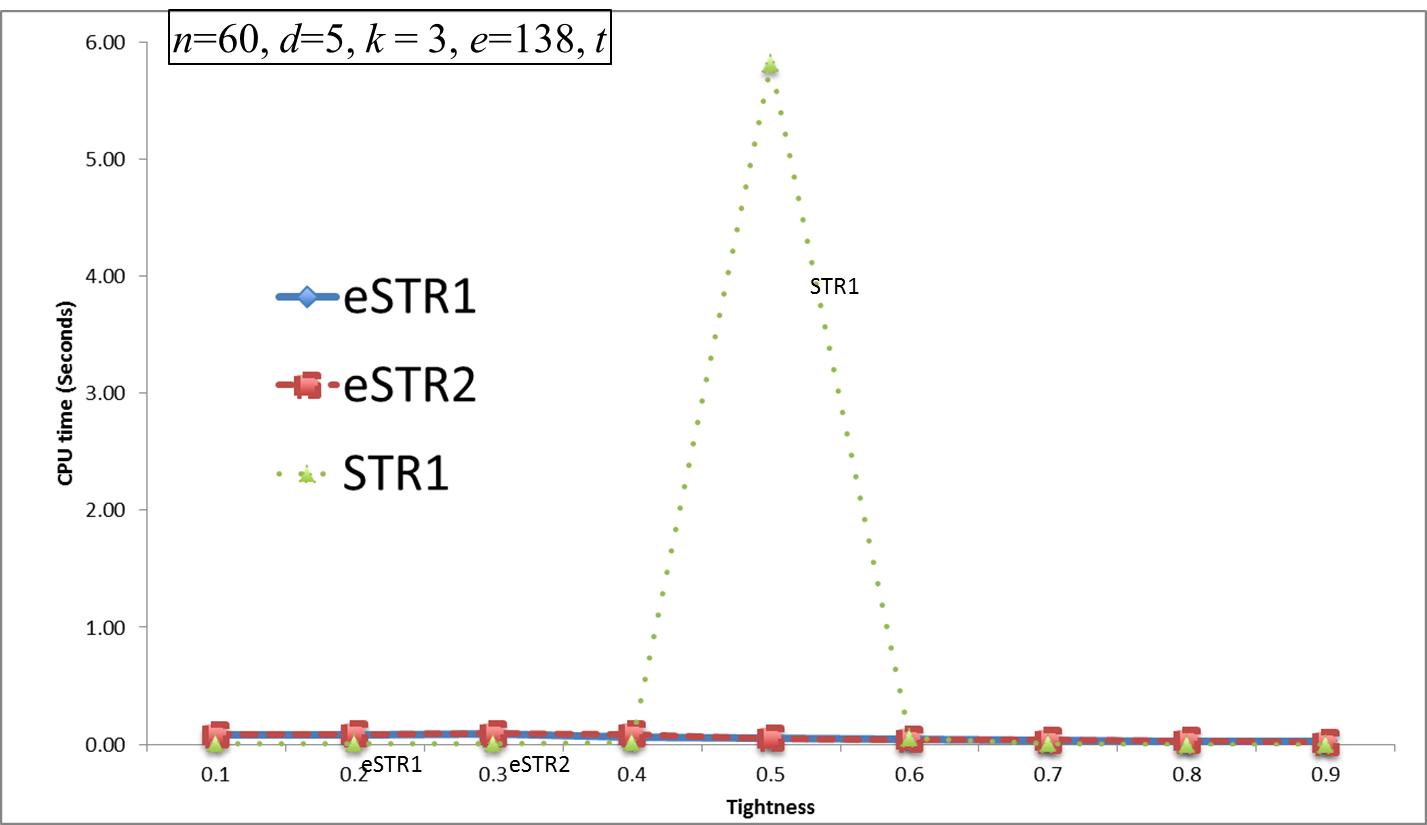 n=60, d=5, k = 3, e=138, t
6.00
5.00
4.00
3.00
2.00
1.00
0.00
CPU time (Seconds)
eSTR1
eSTR2
STR1
STR1
0.1 0.2 0.3 0.4 0.5 0.6 0.7 0.8 0.9
eSTR1 eSTR2
Tightness